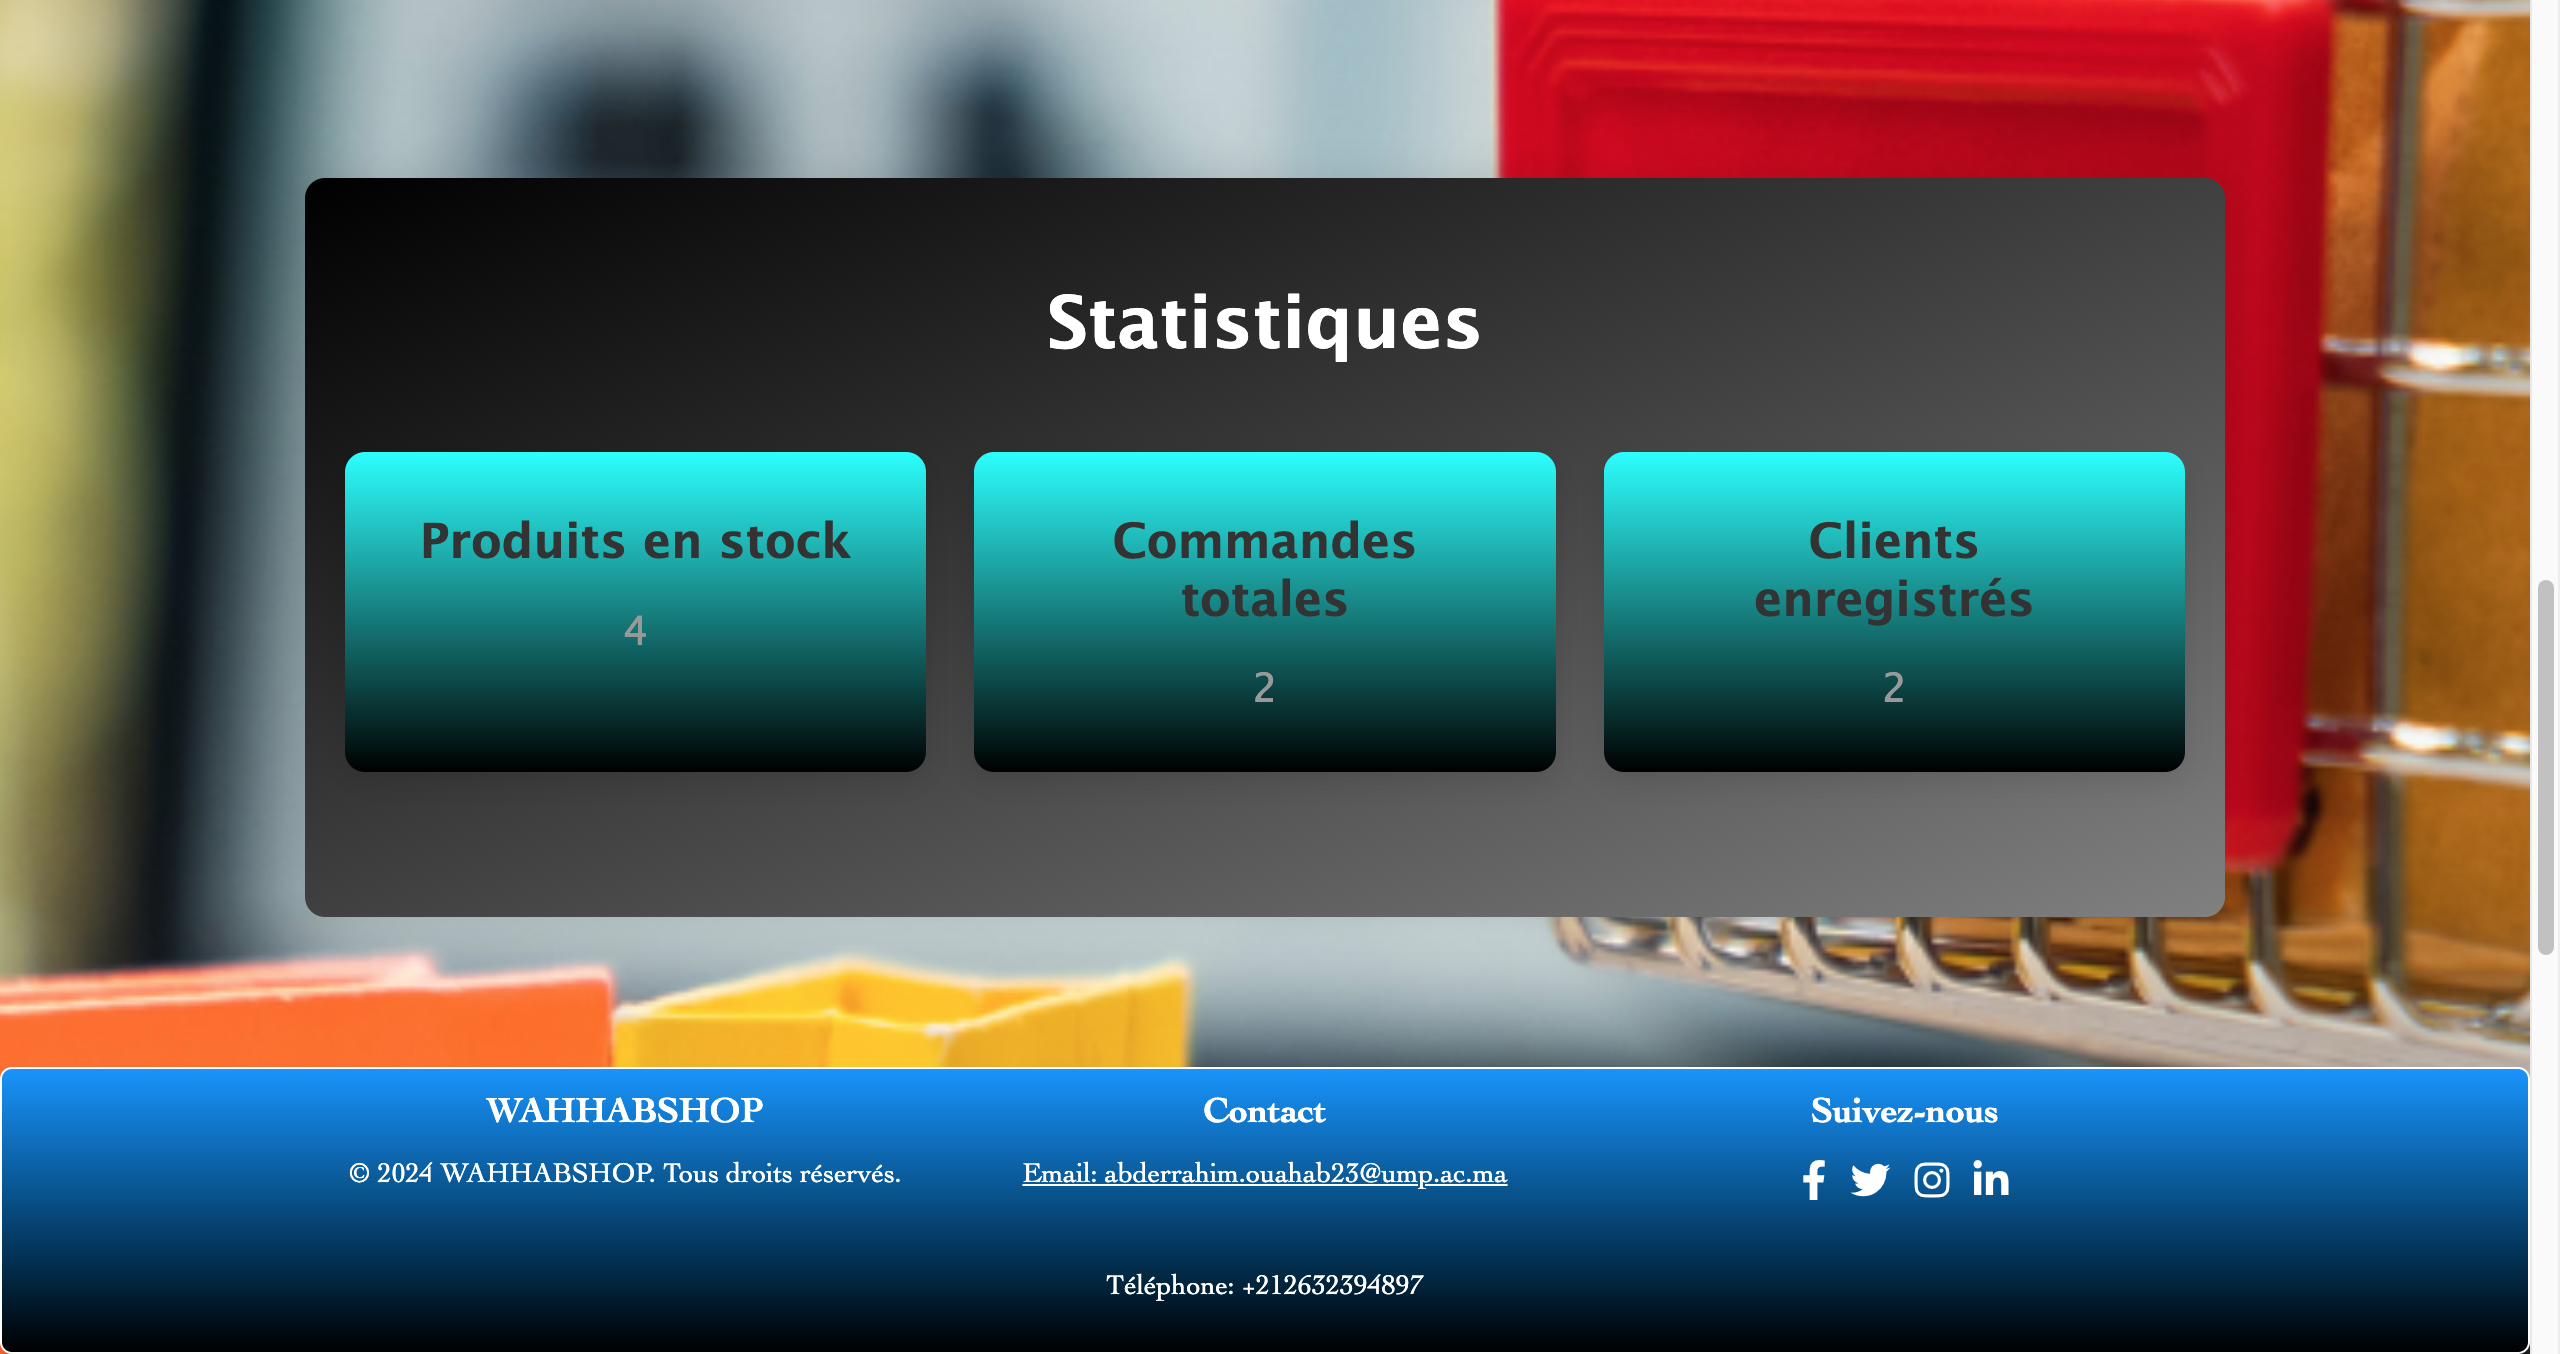 Statistiques
Produits en stock
4
Commandes
totales
2
Clients
enregistrés
2
WAHHABSHOP
© 2024 WAHHABSHOP. Tous droits réservés.
Contact
Email: abderrahim.ouahab23@ump.ac.ma
Téléphone: +212632394897
Suivez-nous